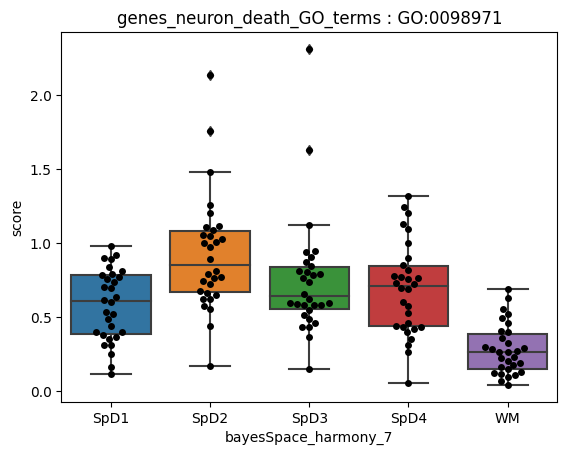 genes_neuron_death_GO_terms : GO:0098971
score
2.0
1.5
1.0
0.5
0.0
SpD1 SpD2 SpD3 SpD4 WM
bayesSpace_harmony_7